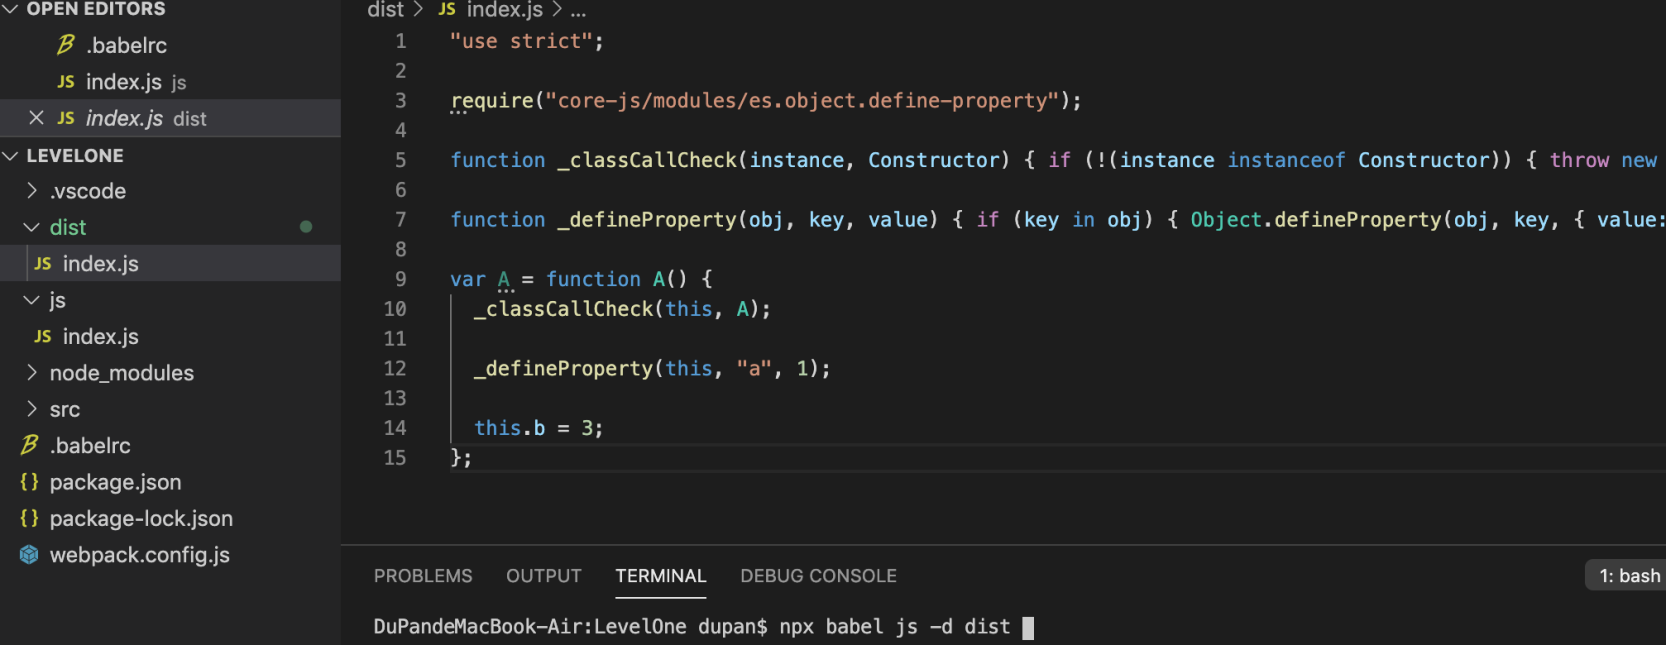 OPEN EDITORS
.babelrc
JS index.js js
JS index.js dist
LEVELONE
.vscode
dist
JS index.js
js
JS index.js
node_modules
src
.babelrc
{} package.json
{} package-lock.json
webpack.config.js
dist > JS index.js > ...
1 "use strict";
2
3 require("core-js/modules/es.object.define-property");
4
5 function _classCallCheck(instance, Constructor) { if (!(instance instanceof Constructor)) { throw new
6
7 function _defineProperty(obj, key, value) { if (key in obj) { Object.defineProperty(obj, key, { value:
8
9 var A = function A() {
10 _classCallCheck(this, A);
11
12 _defineProperty(this, "a", 1);
13
14 this.b = 3;
15 };
PROBLEMS OUTPUT TERMINAL DEBUG CONSOLE
1: bash
DuPandeMacBook-Air:LevelOne dupan$ npx babel js -d dist